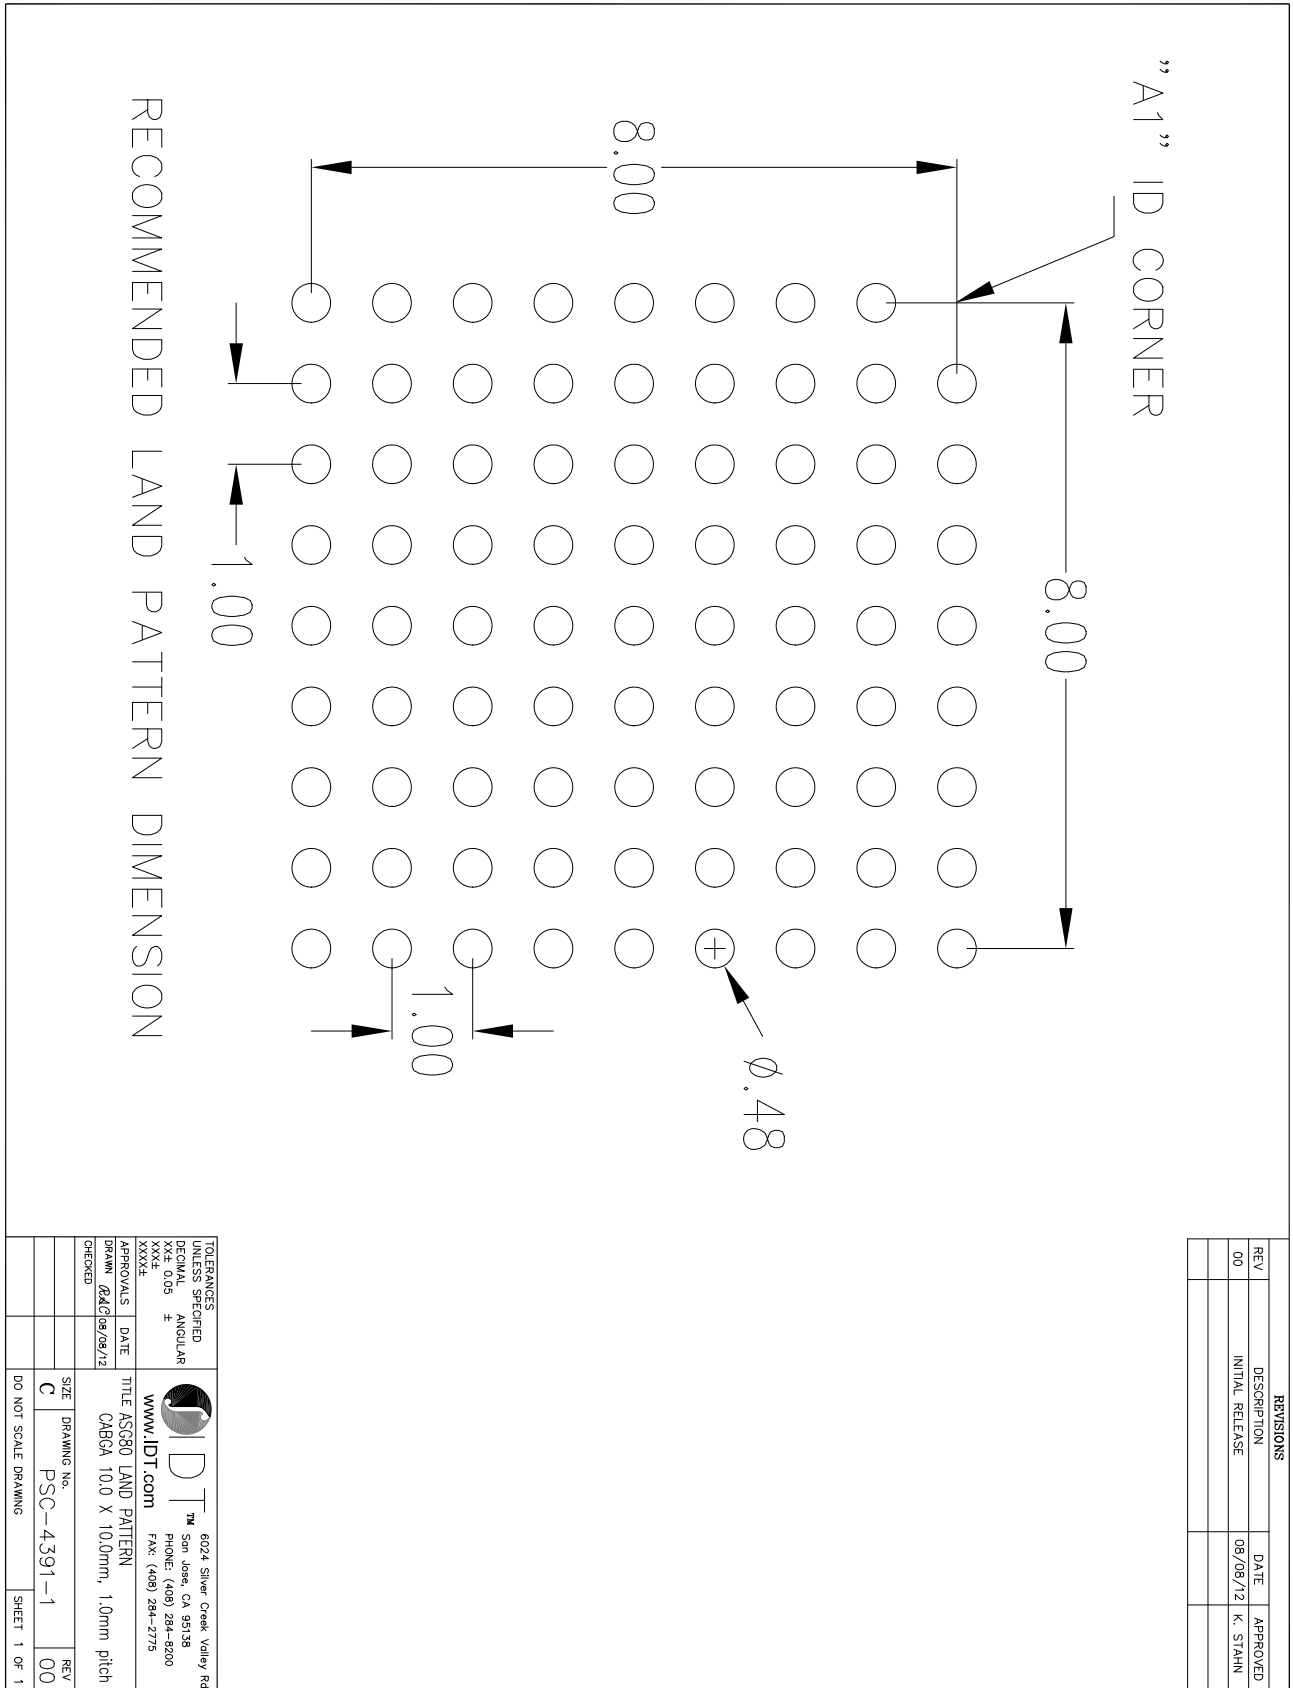 REVISIONS
REV DESCRIPTION DATE APPROVED
00 INITIAL RELEASE 08/08/12 K. STAHN
"A1" ID CORNER
8.00
8.00
1.00
1.00
Ø.48
RECOMMENDED LAND PATTERN DIMENSION
TOLERANCES
UNLESS SPECIFIED
DECIMAL ANGULAR
XX± 0.05 ±
XXX±
XXXX±
APPROVALS DATE
DRAWN RAC 08/08/12
CHECKED
IDT™
www.IDT.com
6024 Silver Creek Valley Rd
San Jose, CA 95138
PHONE: (408) 284-8200
FAX: (408) 284-2775
TITLE ASG80 LAND PATTERN
CABGA 10.0 X 10.0mm, 1.0mm pitch
SIZE DRAWING No. REV
C PSC-4391-1 00
DO NOT SCALE DRAWING SHEET 1 OF 1